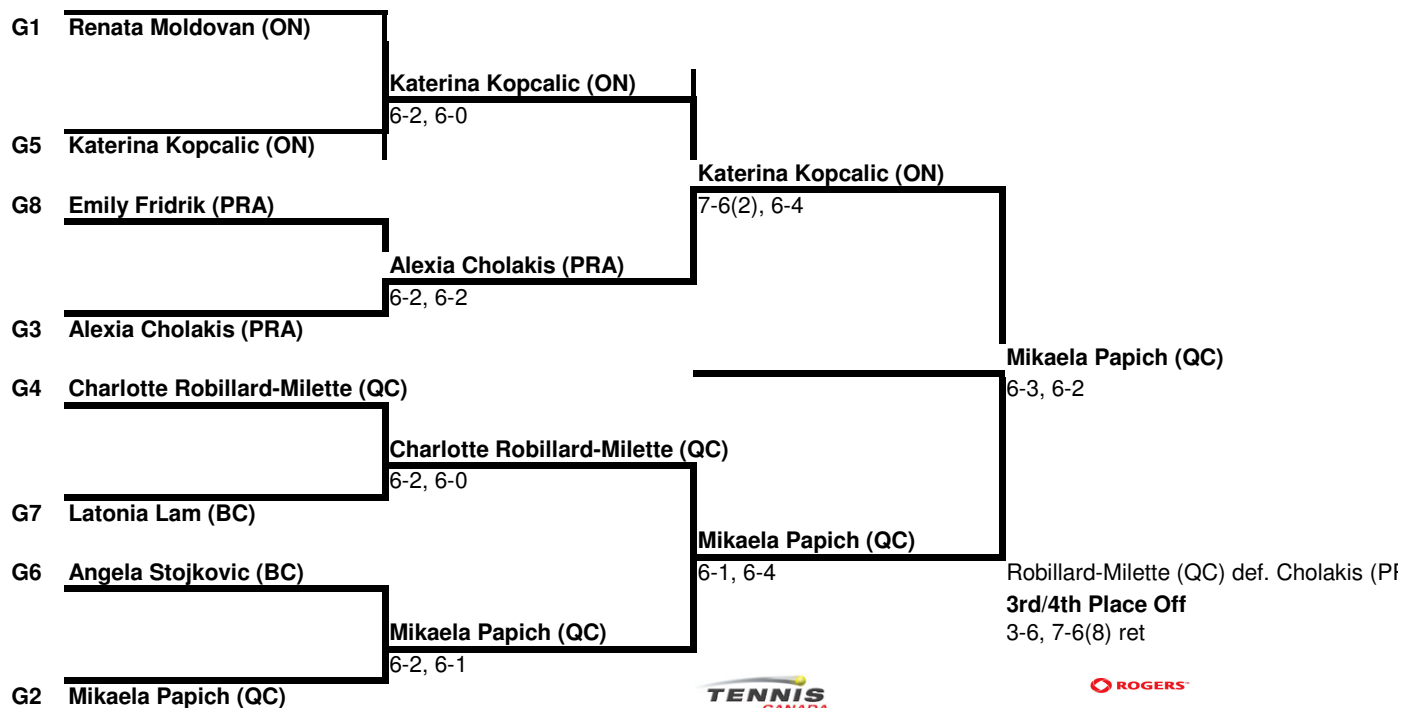 G1 Renata Moldovan (ON)
Katerina Kopcalic (ON)
6-2, 6-0
G5 Katerina Kopcalic (ON)
Katerina Kopcalic (ON)
G8 Emily Fridrik (PRA)
7-6(2), 6-4
Alexia Cholakis (PRA)
6-2, 6-2
G3 Alexia Cholakis (PRA)
Mikaela Papich (QC)
G4 Charlotte Robillard-Milette (QC)
6-3, 6-2
Charlotte Robillard-Milette (QC)
6-2, 6-0
G7 Latonia Lam (BC)
Mikaela Papich (QC)
G6 Angela Stojkovic (BC)
6-1, 6-4
Robillard-Milette (QC) def. Cholakis (
3rd/4th Place Off
Mikaela Papich (QC)
3-6, 7-6(8) ret
6-2, 6-1
G2 Mikaela Papich (QC)
TENNIS
CANADA
ROGERS